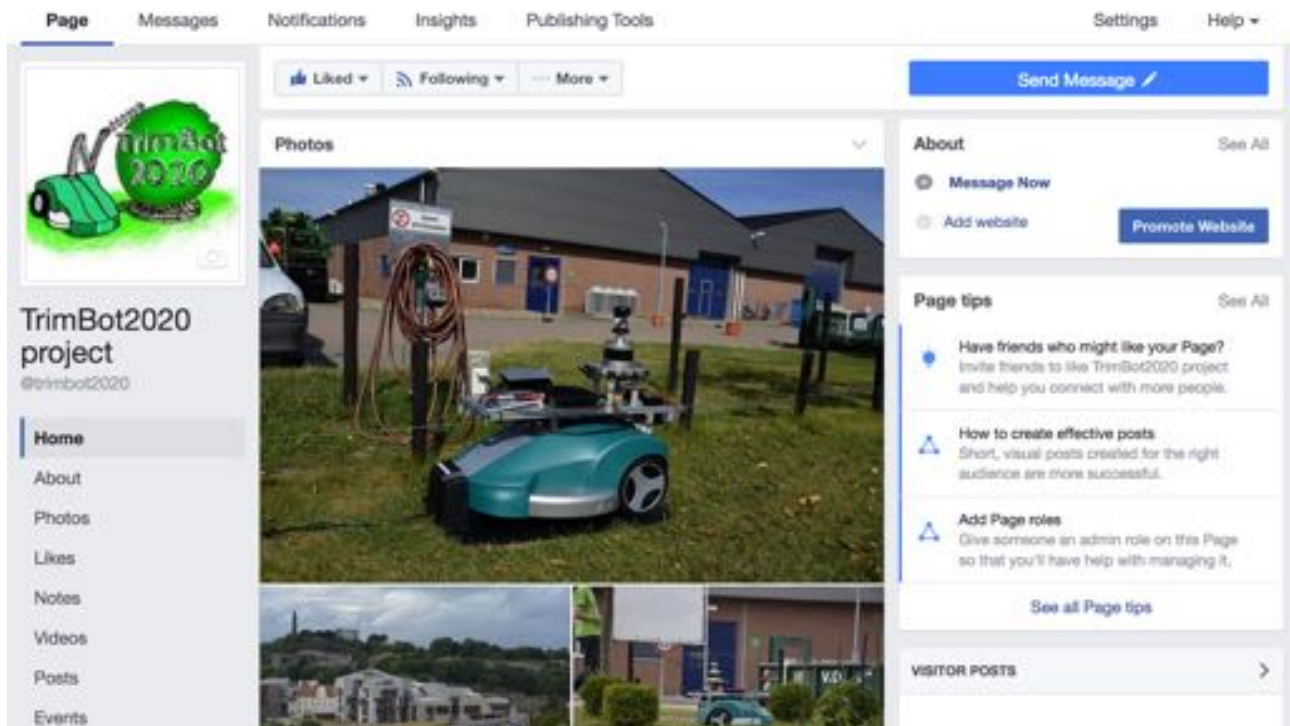 Page Messages Notifications Insights Publishing Tools Settings Help
Liked Following More Send Message
TrimBot
2020
TrimBot2020
project
@trimbot2020
Home
About
Photos
Likes
Notes
Videos
Posts
Events
Photos
V.D
About See All
Message Now
Add website Promote Website
Page tips See All
Have friends who might like your Page?
Invite friends to like TrimBot2020 project
and help you connect with more people.
How to create effective posts
Short, visual posts created for the right
audience are more successful.
Add Page roles
Give someone an admin role on this Page
so that you'll have help with managing it.
See all Page tips
VISITOR POSTS